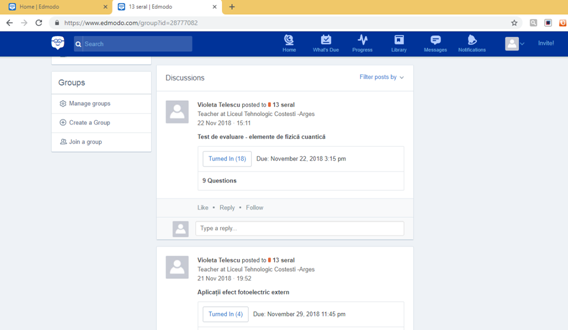 Home | Edmodo
13 seral | Edmodo
https://www.edmodo.com/group?id=28777082
Search
Home
What's Due
Progress
Library
Messages
Notifications
Invite!
Groups
Manage groups
Create a Group
Join a group
Discussions
Filter posts by
Violeta Telescu posted to 13 seral
Teacher at Liceul Tehnologic Costesti -Arges
22 Nov 2018 · 15:11
Test de evaluare - elemente de fizică cuantică
Turned In (18) Due: November 22, 2018 3:15 pm
9 Questions
Like • Reply • Follow
Type a reply...
Violeta Telescu posted to 13 seral
Teacher at Liceul Tehnologic Costesti -Arges
21 Nov 2018 · 19:52
Aplicații efect fotoelectric extern
Turned In (4) Due: November 29, 2018 11:45 pm